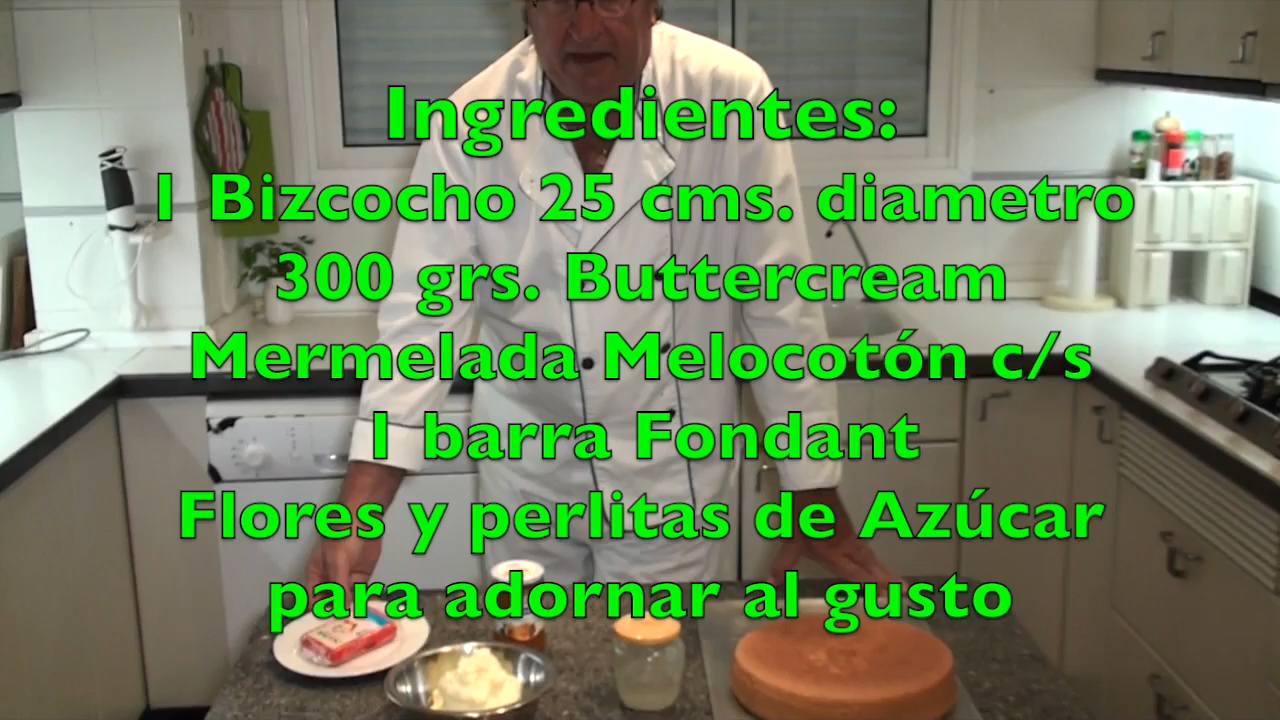 Ingredientes:
1 Bizcocho 25 cms. diametro
300 grs. Buttercream
Mermelada Melocotón c/s
1 barra Fondant
Flores y perlitas de Azúcar
para adornar al gusto